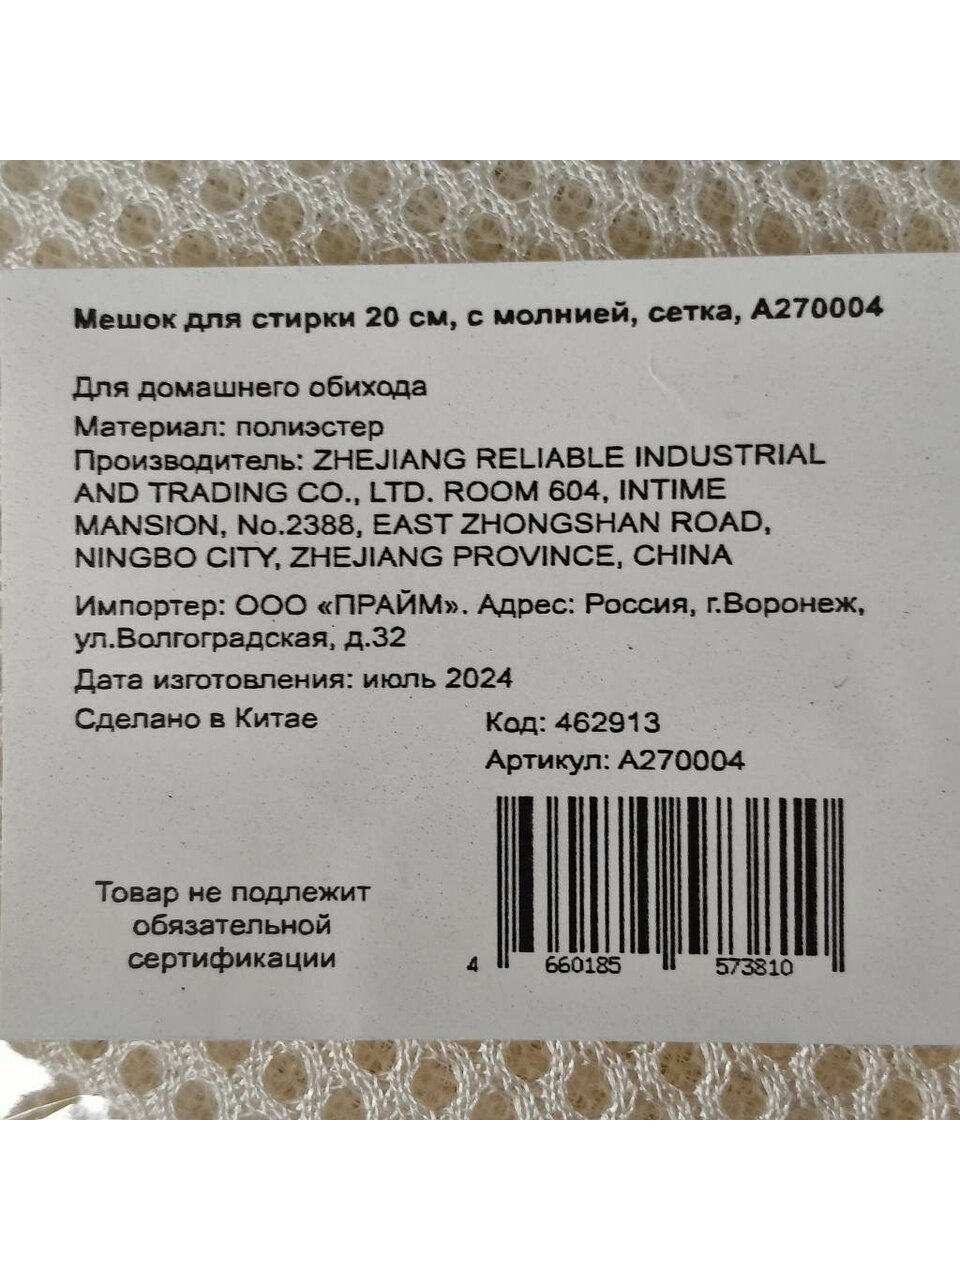 Мешок для стирки 20 см, с молнией, сетка, А270004
Для домашнего обихода
Материал: полиэстер
Производитель: ZHEJIANG RELIABLE INDUSTRIAL
AND TRADING CO., LTD. ROOM 604, INTIME
MANSION, No.2388, EAST ZHONGSHAN ROAD,
NINGBO CITY, ZHEJIANG PROVINCE, CHINA
Импортер: ООО «ПРАЙМ». Адрес: Россия, г.Воронеж,
ул.Волгоградская, д.32
Дата изготовления: июль 2024
Сделано в Китае
Код: 462913
Артикул: А270004
Товар не подлежит
обязательной
сертификации
4 660185 573810